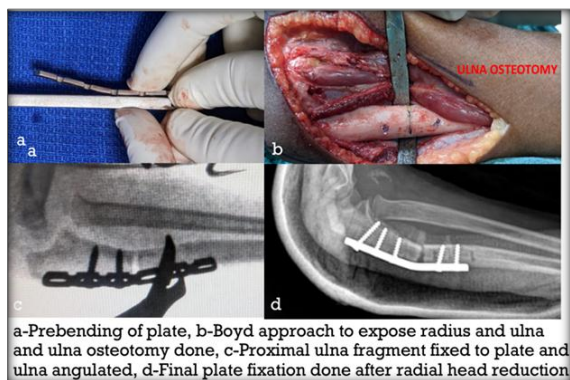 ULNA OSTEOTOMY
a
a
b
c
d
a-Prebending of plate, b-Boyd approach to expose radius and ulna
and ulna osteotomy done, c-Proximal ulna fragment fixed to plate and
ulna angulated, d-Final plate fixation done after radial head reduction